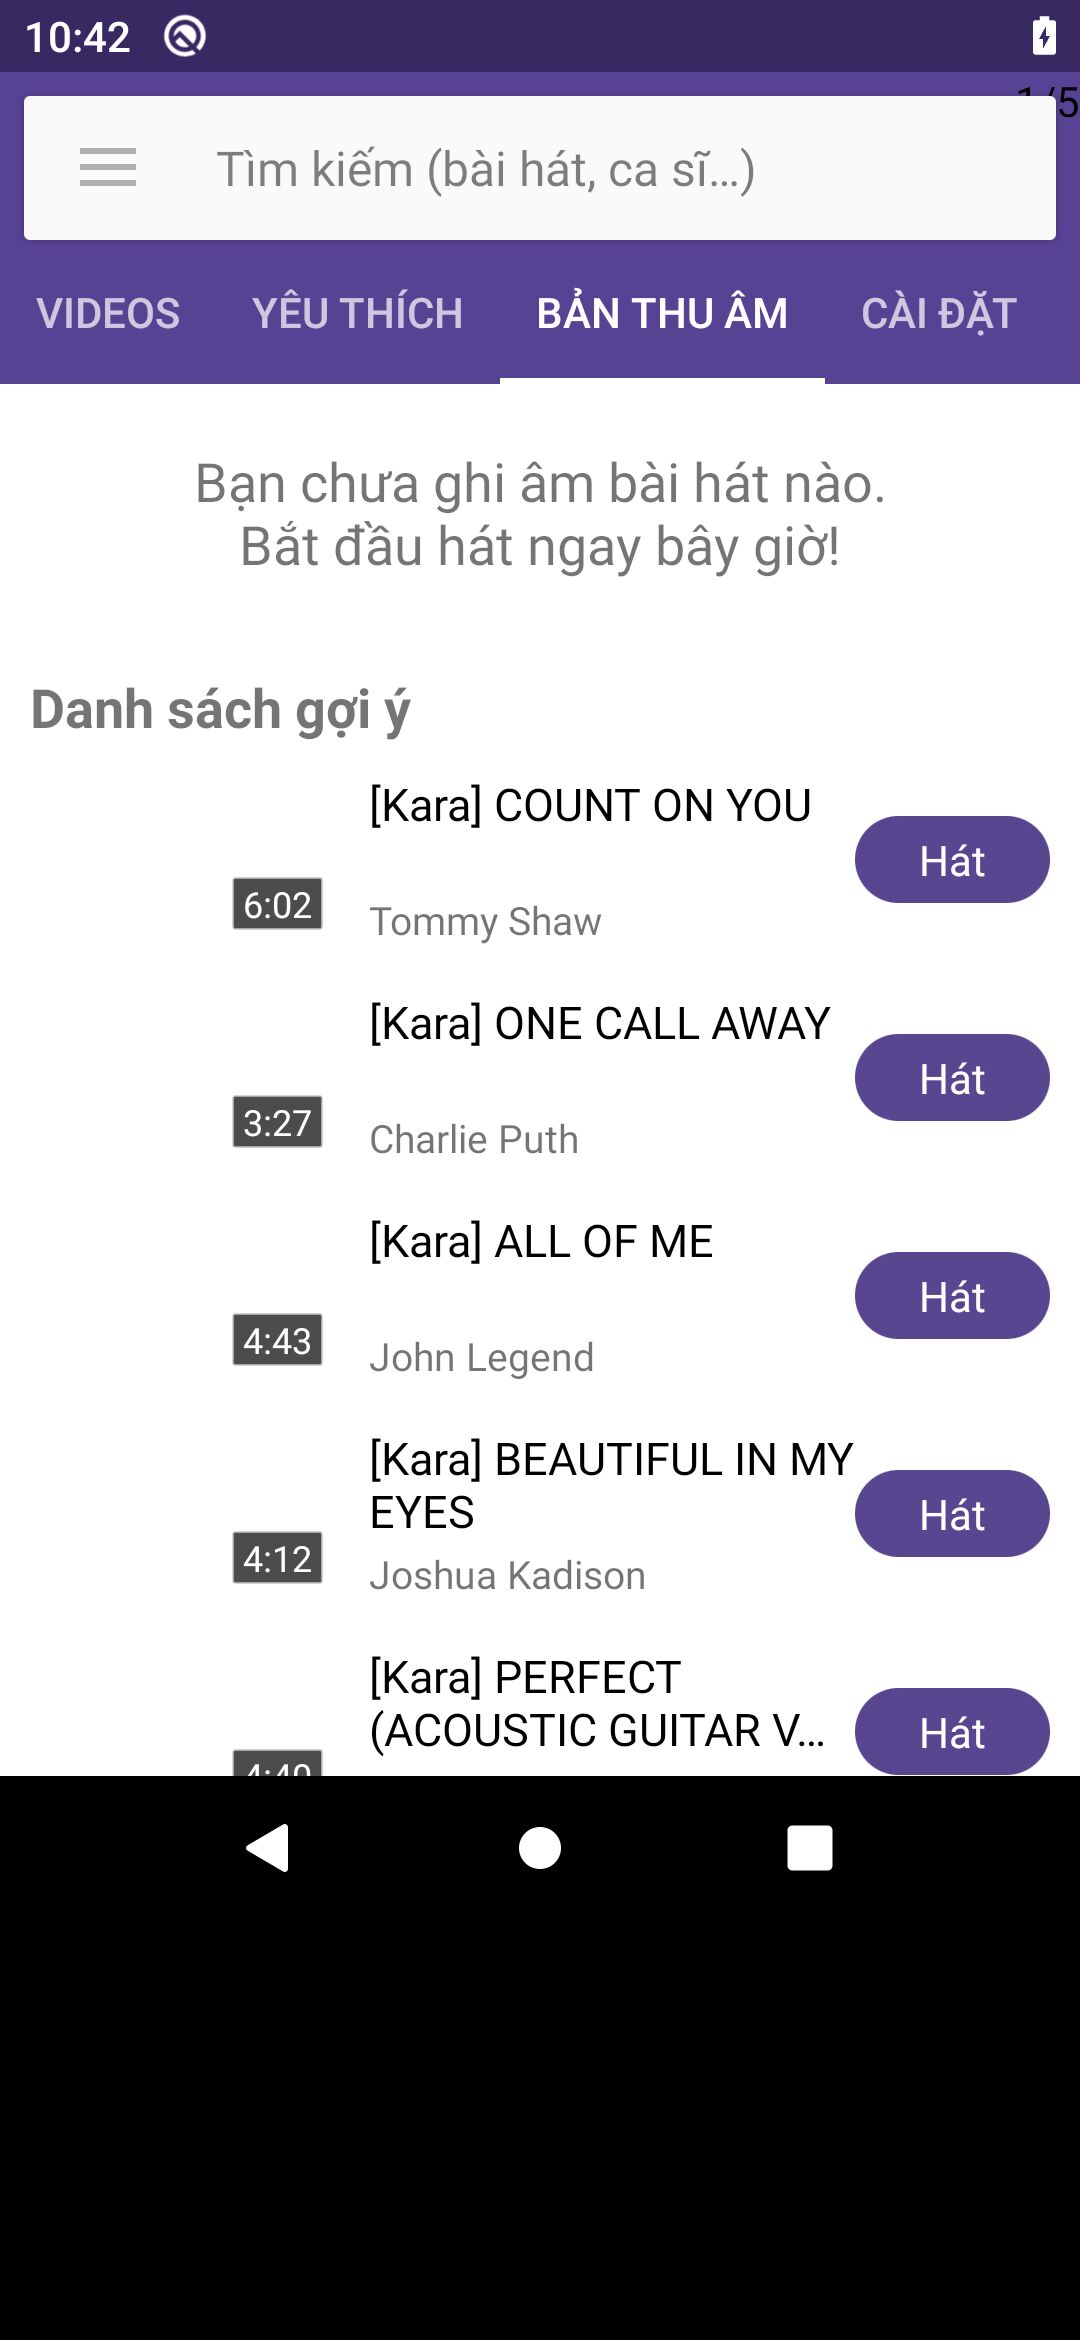 10:42
1/5
Tìm kiếm (bài hát, ca sĩ...)
VIDEOS YÊU THÍCH BẢN THU ÂM CÀI ĐẶT
Bạn chưa ghi âm bài hát nào.
Bắt đầu hát ngay bây giờ!
Danh sách gợi ý
[Kara] COUNT ON YOU
Hát
6:02
Tommy Shaw
[Kara] ONE CALL AWAY
Hát
3:27
Charlie Puth
[Kara] ALL OF ME
Hát
4:43
John Legend
[Kara] BEAUTIFUL IN MY
EYES
Hát
4:12
Joshua Kadison
[Kara] PERFECT
(ACOUSTIC GUITAR V...
Hát